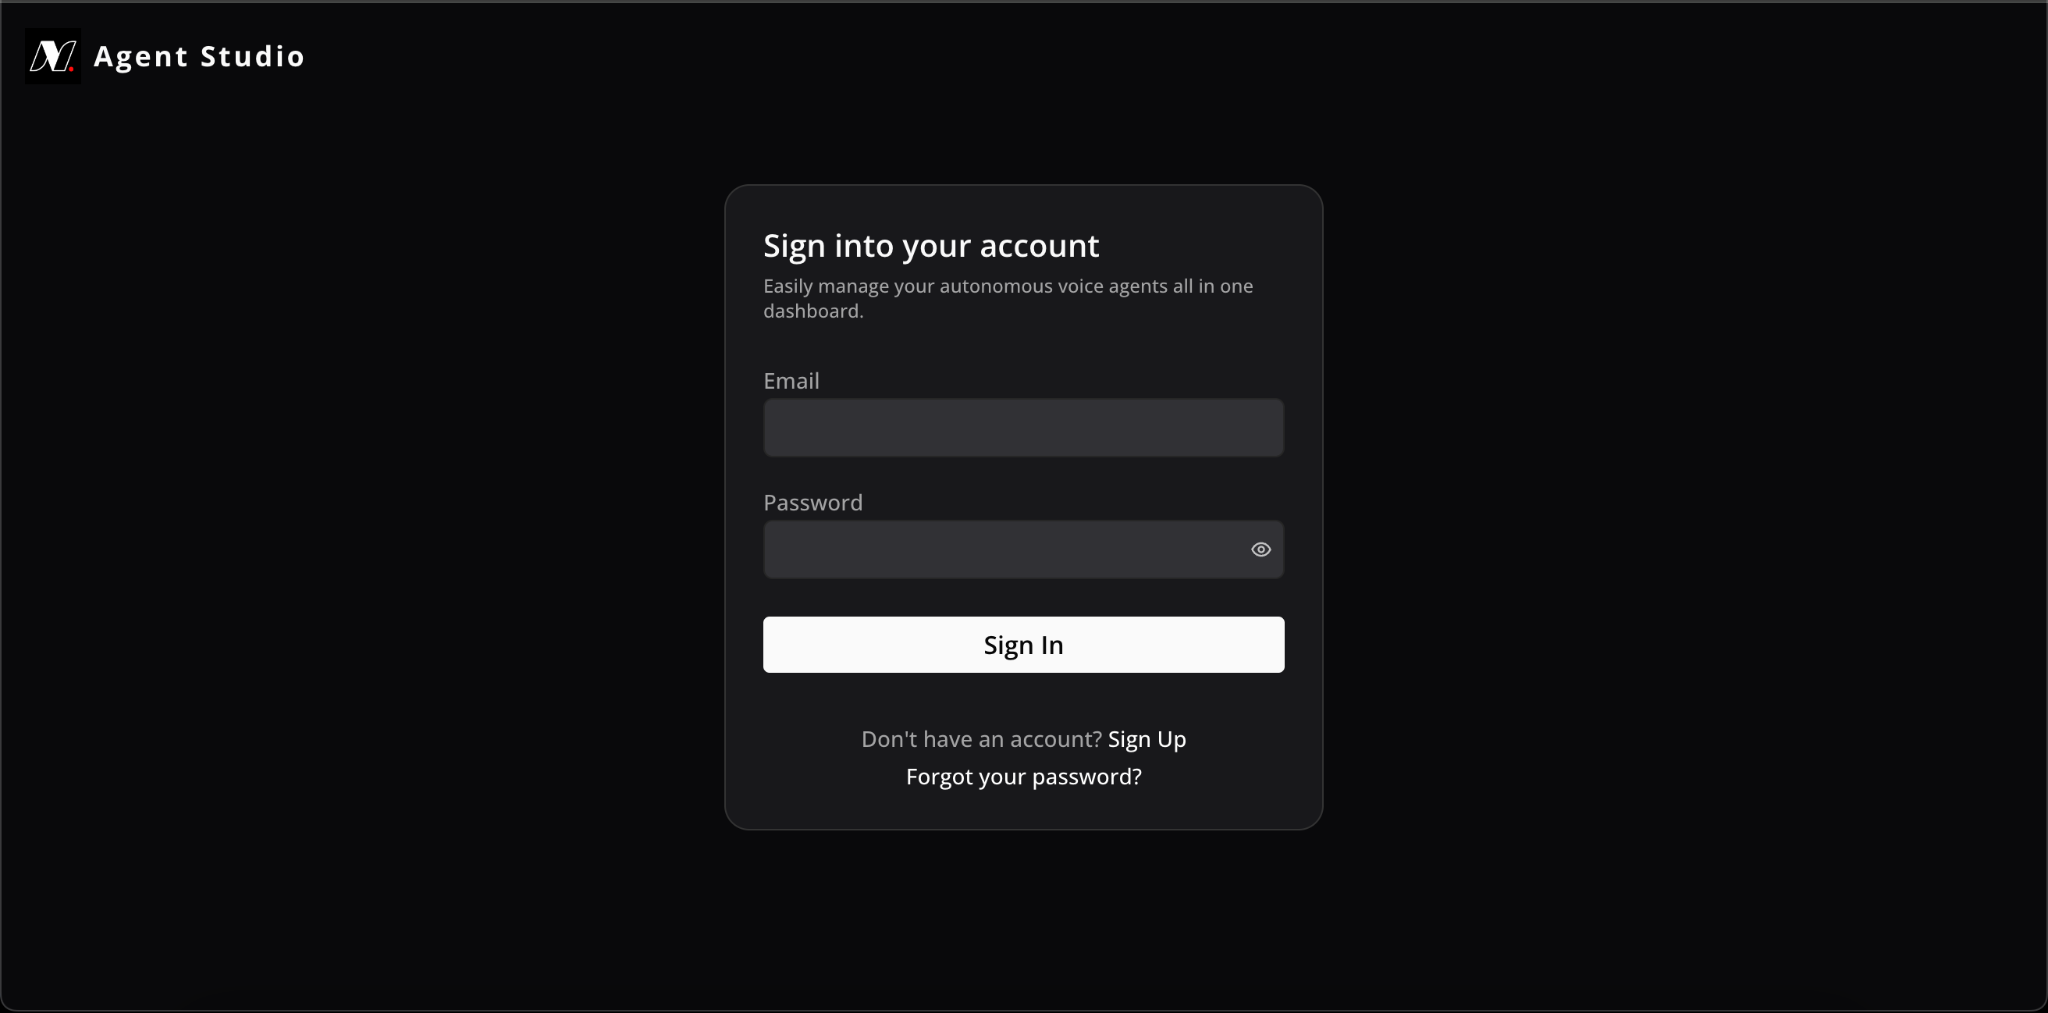 N.
Agent Studio
Sign into your account
Easily manage your autonomous voice agents all in one
dashboard.
Email
Password
Sign In
Don't have an account? Sign Up
Forgot your password?